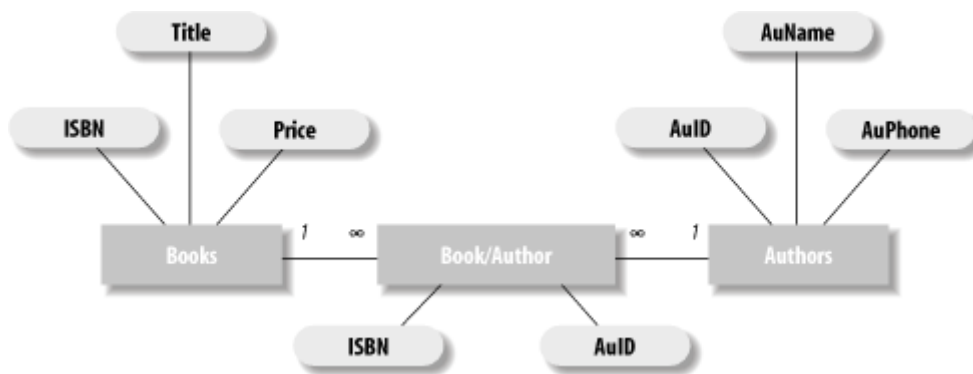 Title
AuName
ISBN
Price
AuID
AuPhone
Books
1
∞
Book/Author
∞
1
Authors
ISBN
AuID